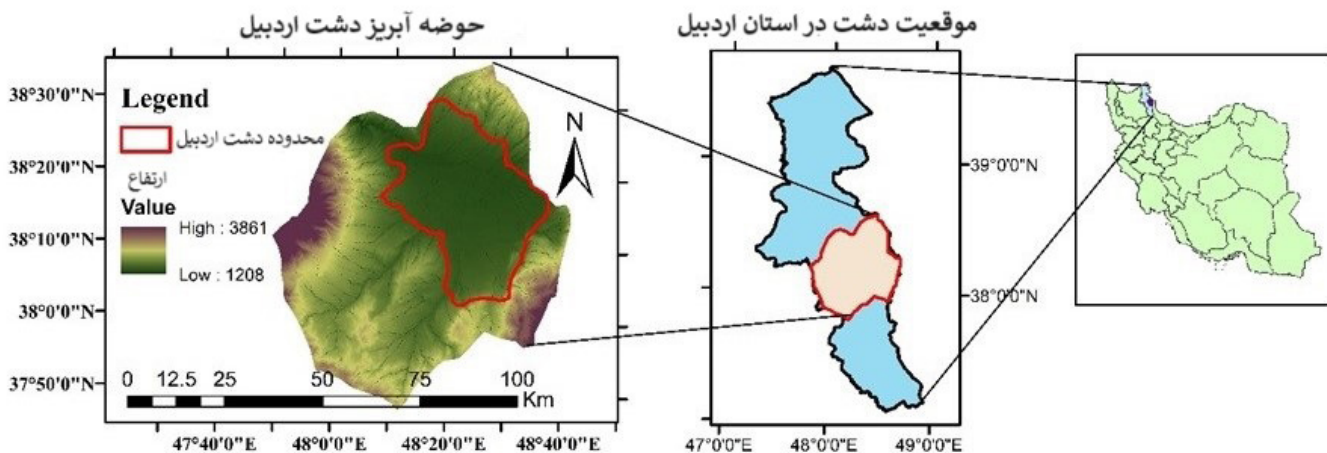 حوضه آبریز دشت اردبیل
موقعیت دشت در استان اردبیل
38°30'0"N
38°20'0"N
38°10'0"N
38°0'0"N
37°50'0"N
Legend
محدوده دشت اردبیل
ارتفاع
Value
High : 3861
Low : 1208
N
0 12.5 25 50 75 100
Km
47°40'0"E 48°0'0"E 48°20'0"E 48°40'0"E
39°0'0"N
38°0'0"N
47°0'0"E 48°0'0"E 49°0'0"E